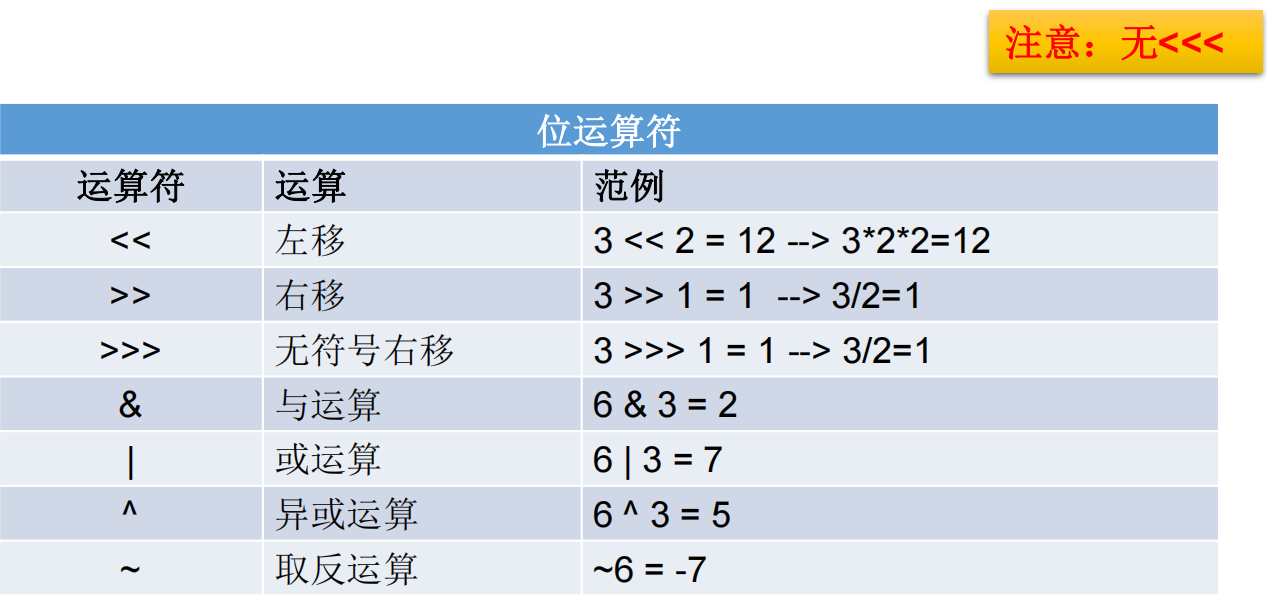 注意：无<<<
位运算符
运算符 运算 范例
<< 左移 3 << 2 = 12 --> 3*2*2=12
>> 右移 3 >> 1 = 1 --> 3/2=1
>>> 无符号右移 3 >>> 1 = 1 --> 3/2=1
& 与运算 6 & 3 = 2
| 或运算 6 | 3 = 7
^ 异或运算 6 ^ 3 = 5
~ 取反运算 ~6 = -7